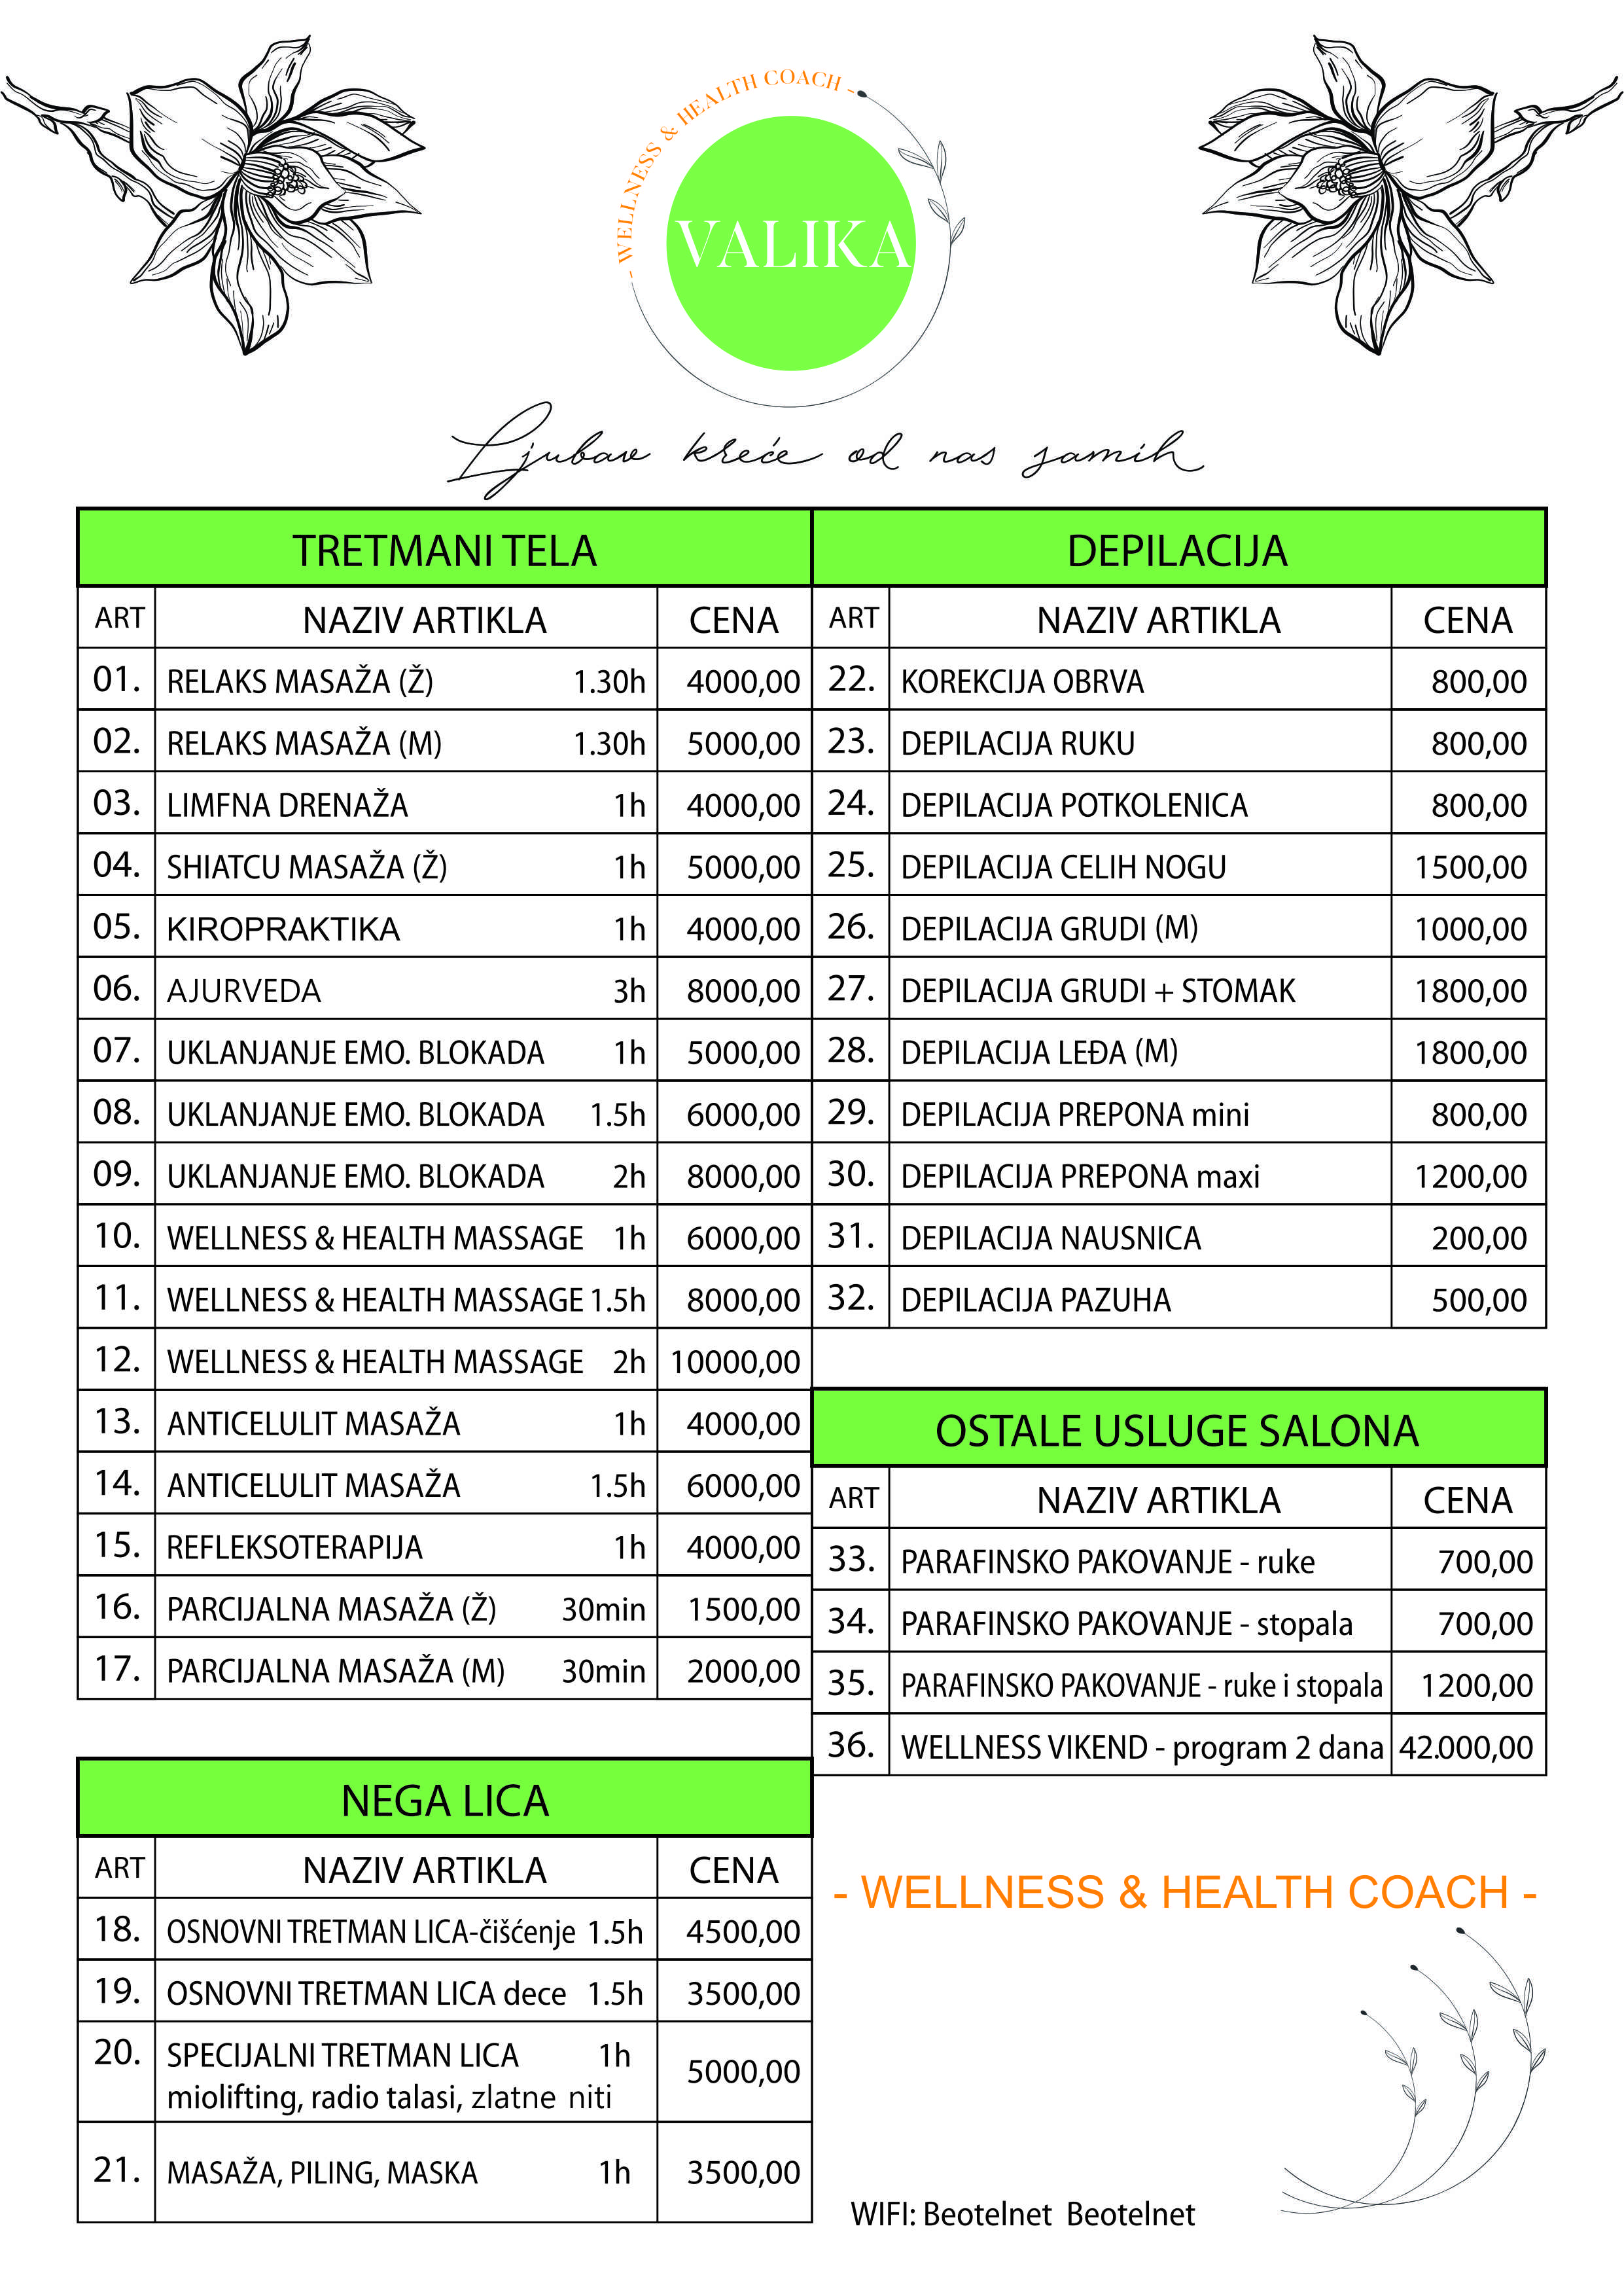 - WELLNESS & HEALTH COACH -
VALIKA
Ljubav kreće od nas samih
TRETMANI TELA
ART NAZIV ARTIKLA CENA
01. RELAKS MASAŽA (Ž) 1.30h 4000,00
02. RELAKS MASAŽA (M) 1.30h 5000,00
03. LIMFNA DRENAŽA 1h 4000,00
04. SHIATCU MASAŽA (Ž) 1h 5000,00
05. KIROPRAKTIKA 1h 4000,00
06. AJURVEDA 3h 8000,00
07. UKLANJANJE EMO. BLOKADA 1h 5000,00
08. UKLANJANJE EMO. BLOKADA 1.5h 6000,00
09. UKLANJANJE EMO. BLOKADA 2h 8000,00
10. WELLNESS & HEALTH MASSAGE 1h 6000,00
11. WELLNESS & HEALTH MASSAGE 1.5h 8000,00
12. WELLNESS & HEALTH MASSAGE 2h 10000,00
13. ANTICELULIT MASAŽA 1h 4000,00
14. ANTICELULIT MASAŽA 1.5h 6000,00
15. REFLEKSOTERAPIJA 1h 4000,00
16. PARCIJALNA MASAŽA (Ž) 30min 1500,00
17. PARCIJALNA MASAŽA (M) 30min 2000,00
NEGA LICA
ART NAZIV ARTIKLA CENA
18. OSNOVNI TRETMAN LICA-čišćenje 1.5h 4500,00
19. OSNOVNI TRETMAN LICA dece 1.5h 3500,00
20. SPECIJALNI TRETMAN LICA 1h 5000,00
miolifting, radio talasi, zlatne niti
21. MASAŽA, PILING, MASKA 1h 3500,00
DEPILACIJA
ART NAZIV ARTIKLA CENA
22. KOREKCIJA OBRVA 800,00
23. DEPILACIJA RUKU 800,00
24. DEPILACIJA POTKOLENICA 800,00
25. DEPILACIJA CELIH NOGU 1500,00
26. DEPILACIJA GRUDI (M) 1000,00
27. DEPILACIJA GRUDI + STOMAK 1800,00
28. DEPILACIJA LEĐA (M) 1800,00
29. DEPILACIJA PREPONA mini 800,00
30. DEPILACIJA PREPONA maxi 1200,00
31. DEPILACIJA NAUSNICA 200,00
32. DEPILACIJA PAZUHA 500,00
OSTALE USLUGE SALONA
ART NAZIV ARTIKLA CENA
33. PARAFINSKO PAKOVANJE - ruke 700,00
34. PARAFINSKO PAKOVANJE - stopala 700,00
35. PARAFINSKO PAKOVANJE - ruke i stopala 1200,00
36. WELLNESS VIKEND - program 2 dana 42.000,00
- WELLNESS & HEALTH COACH -
WIFI: Beotelnet Beotelnet